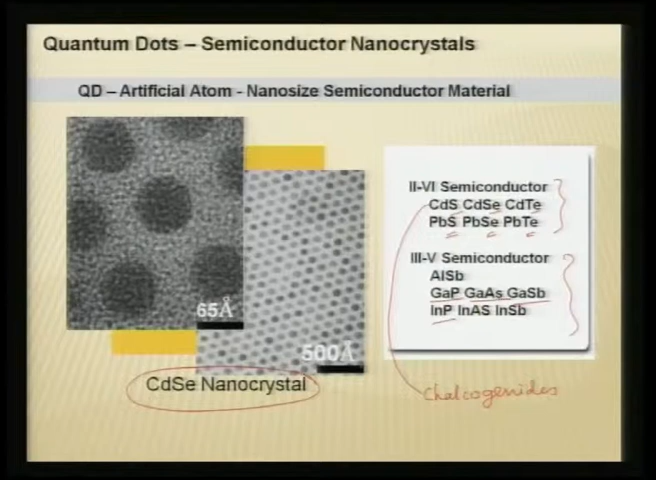 Quantum Dots – Semiconductor Nanocrystals
QD – Artificial Atom - Nanosize Semiconductor Material
65Å
500Å
CdSe Nanocrystal
II-VI Semiconductor
CdS CdSe CdTe
PbS PbSe PbTe
III-V Semiconductor
AlSb
GaP GaAs GaSb
InP InAS InSb
Chalcogenides